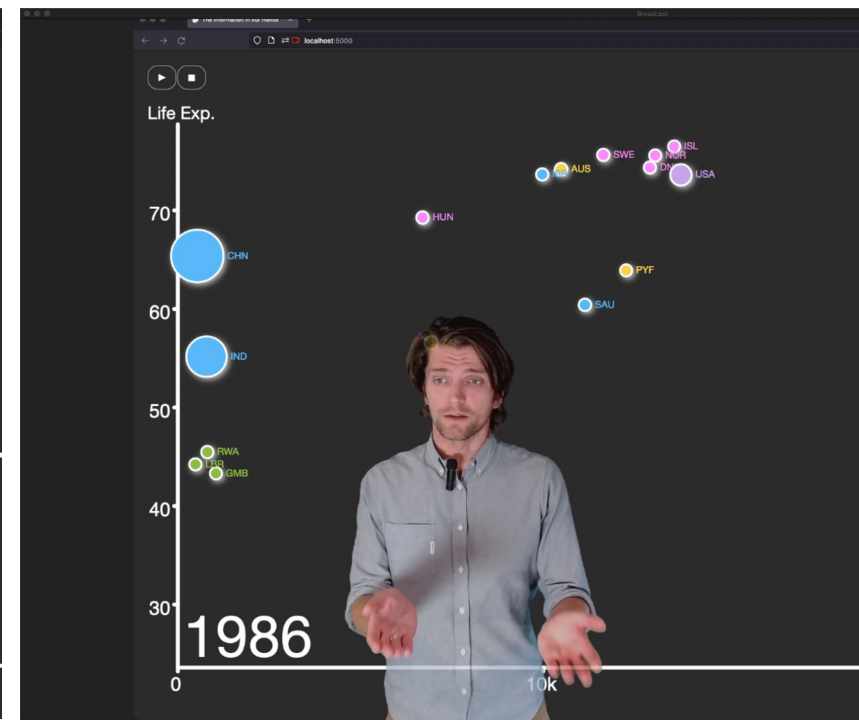 Broadcast
The Information in our Hands
localhost:5000
Life Exp.
ISL
SWE
NOR
AUS
USA
70
HUN
CHN
PYF
60
SAU
IND
50
RWA
LBR
GMB
40
30
1986
0
10k